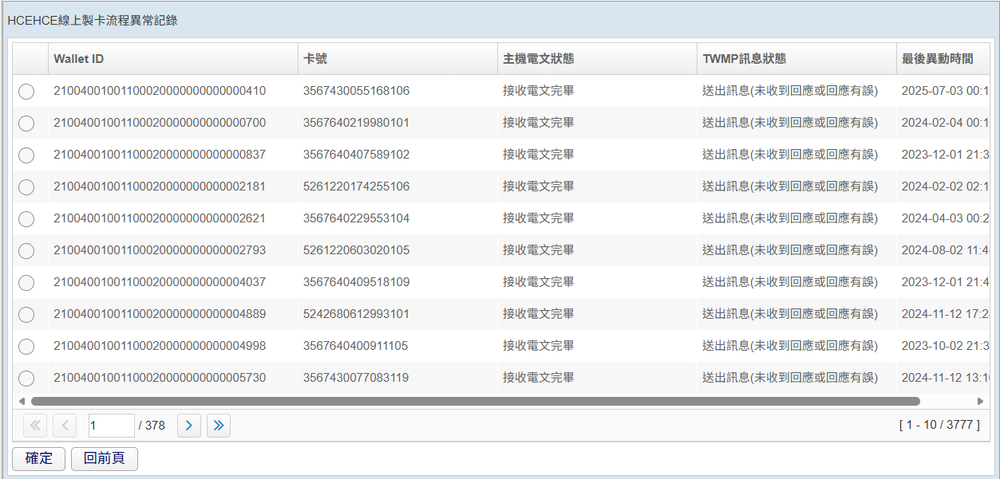 HCEHCE線上製卡流程異常記錄
Wallet ID 卡號 主機電文狀態 TWMP訊息狀態 最後異動時間
21004001001100020000000000000410 3567430055168106 接收電文完畢 送出訊息(未收到回應或回應有誤) 2025-07-03 00:1
21004001001100020000000000000700 3567640219980101 接收電文完畢 送出訊息(未收到回應或回應有誤) 2024-02-04 00:1
21004001001100020000000000000837 3567640407589102 接收電文完畢 送出訊息(未收到回應或回應有誤) 2023-12-01 21:3
21004001001100020000000000002181 5261220174255106 接收電文完畢 送出訊息(未收到回應或回應有誤) 2024-02-02 02:1
21004001001100020000000000002621 3567640229553104 接收電文完畢 送出訊息(未收到回應或回應有誤) 2024-04-03 00:2
21004001001100020000000000002793 5261220603020105 接收電文完畢 送出訊息(未收到回應或回應有誤) 2024-08-02 11:4
21004001001100020000000000004037 3567640409518109 接收電文完畢 送出訊息(未收到回應或回應有誤) 2023-12-01 21:4
21004001001100020000000000004889 5242680612993101 接收電文完畢 送出訊息(未收到回應或回應有誤) 2024-11-12 17:2
21004001001100020000000000004998 3567640400911105 接收電文完畢 送出訊息(未收到回應或回應有誤) 2023-10-02 21:3
21004001001100020000000000005730 3567430077083119 接收電文完畢 送出訊息(未收到回應或回應有誤) 2024-11-12 13:1
1 / 378 [ 1 - 10 / 3777 ]
確定 回前頁